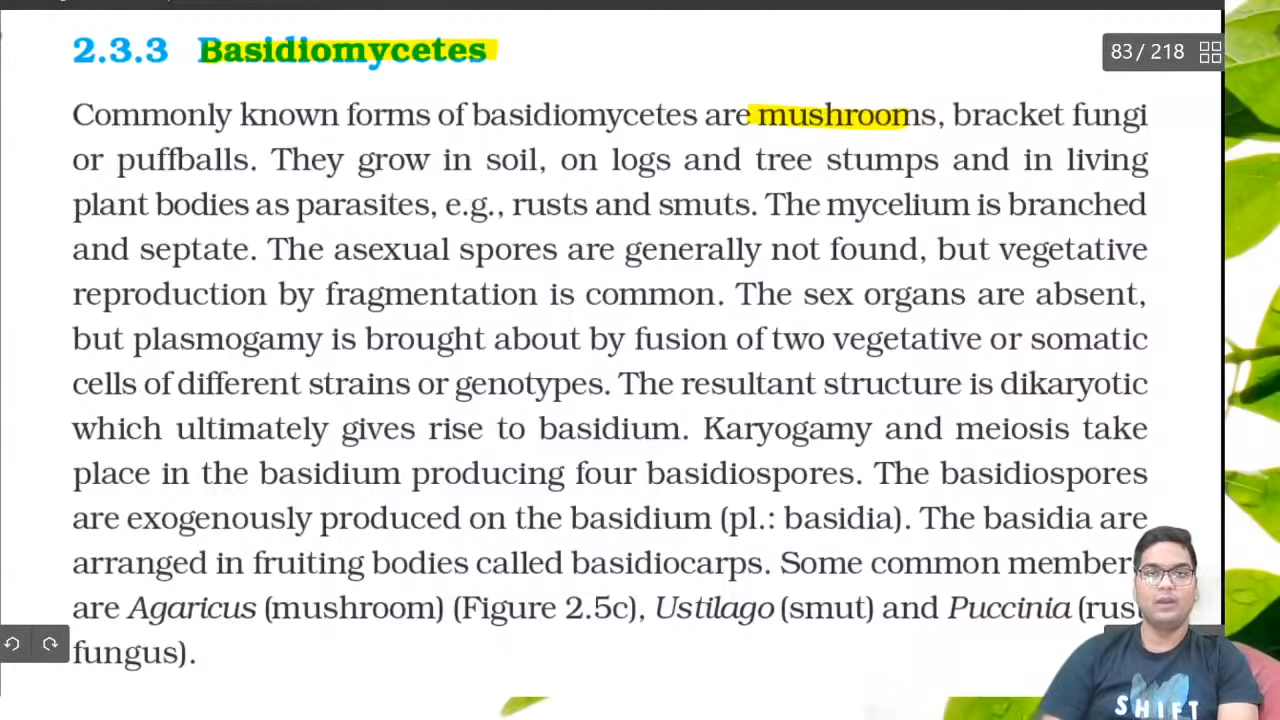 2.3.3 Basidiomycetes
83 / 218
Commonly known forms of basidiomycetes are mushrooms, bracket fungi
or puffballs. They grow in soil, on logs and tree stumps and in living
plant bodies as parasites, e.g., rusts and smuts. The mycelium is branched
and septate. The asexual spores are generally not found, but vegetative
reproduction by fragmentation is common. The sex organs are absent,
but plasmogamy is brought about by fusion of two vegetative or somatic
cells of different strains or genotypes. The resultant structure is dikaryotic
which ultimately gives rise to basidium. Karyogamy and meiosis take
place in the basidium producing four basidiospores. The basidiospores
are exogenously produced on the basidium (pl.: basidia). The basidia are
arranged in fruiting bodies called basidiocarps. Some common member
are Agaricus (mushroom) (Figure 2.5c), Ustilago (smut) and Puccinia (rus
fungus).
SHIFT